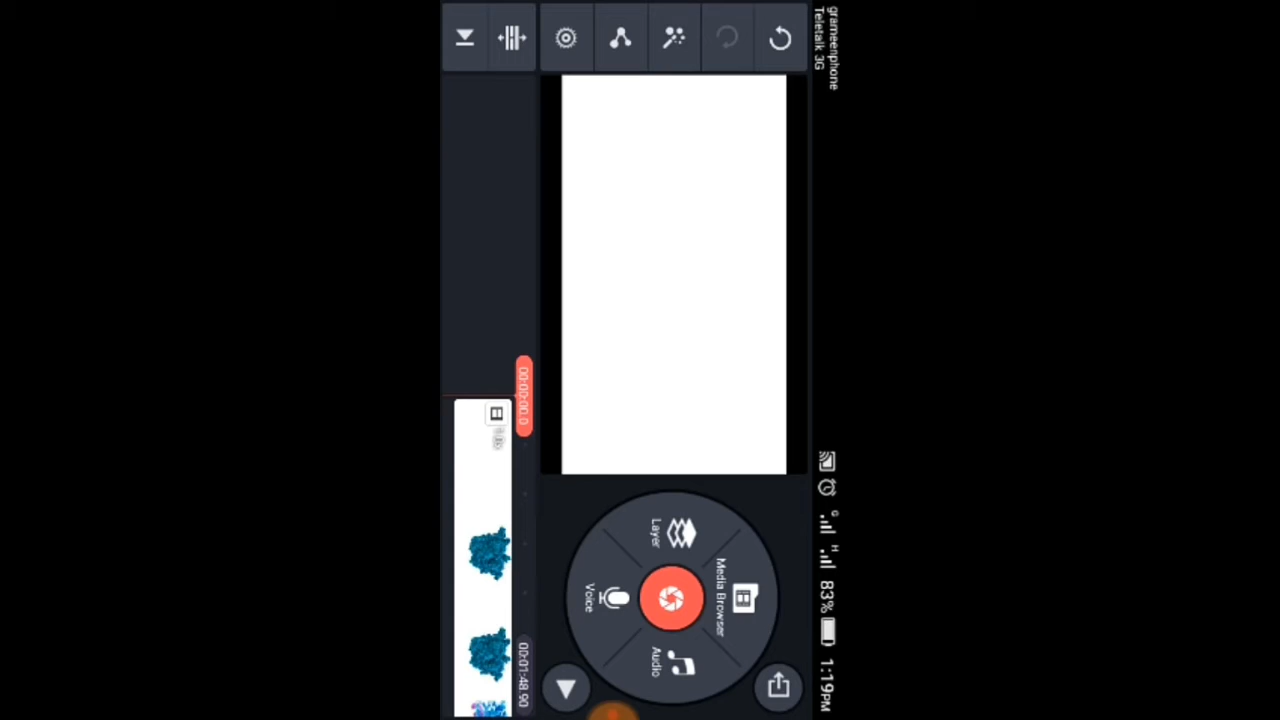 grameenphone
Teletalk 3G
G
H
83%
1:19PM
Media Browser
Layer
Audio
Voice
00:00:00.0
00:01:48.90